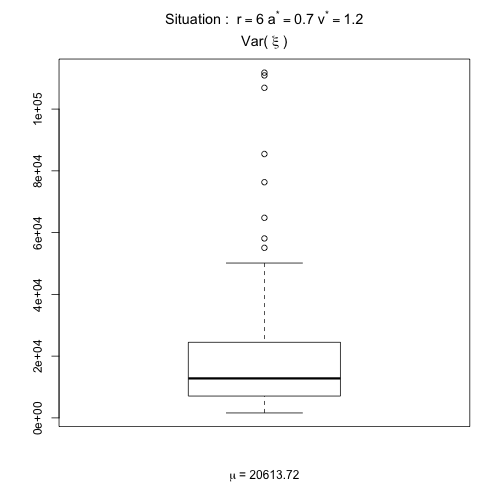 Situation : r = 6 a* = 0.7 v* = 1.2
Var( ξ )
1e+05
8e+04
6e+04
4e+04
2e+04
0e+00
μ = 20613.72